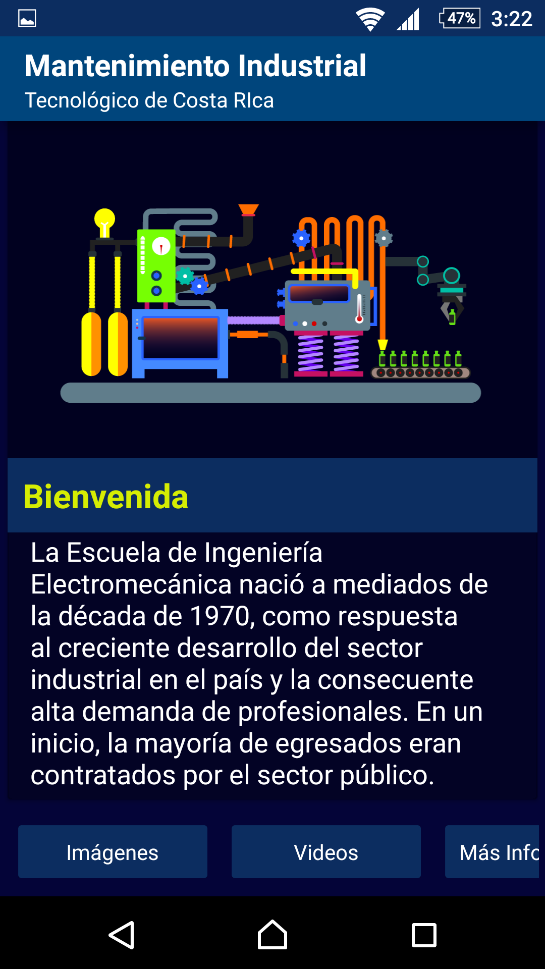 47% 3:22
Mantenimiento Industrial
Tecnológico de Costa RIca
Bienvenida
La Escuela de Ingeniería
Electromecánica nació a mediados de
la década de 1970, como respuesta
al creciente desarrollo del sector
industrial en el país y la consecuente
alta demanda de profesionales. En un
inicio, la mayoría de egresados eran
contratados por el sector público.
Imágenes Videos Más Info